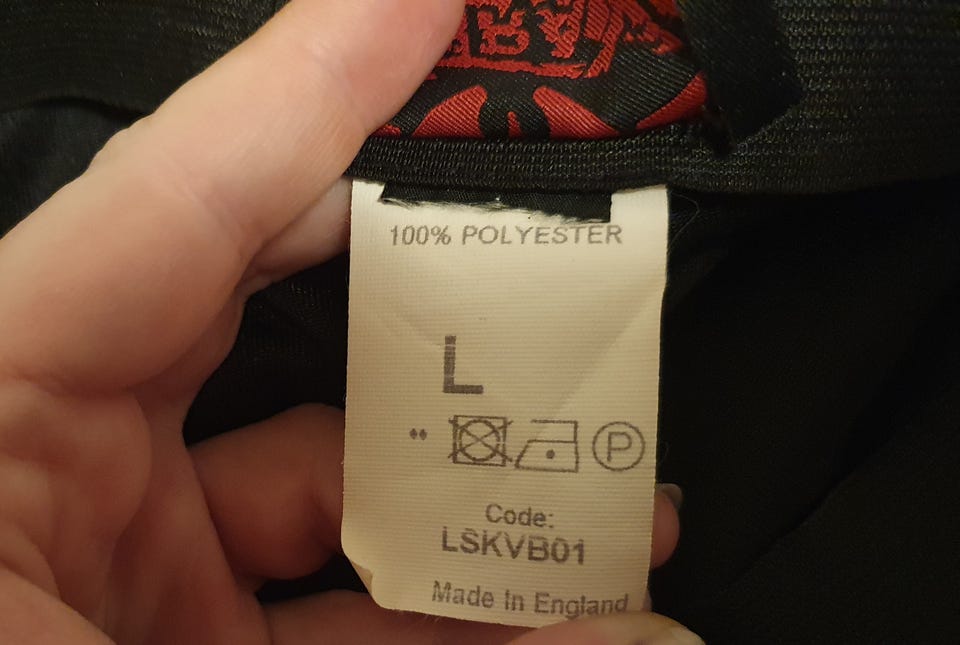 100% POLYESTER
L
P
Code:
LSKVB01
Made In England